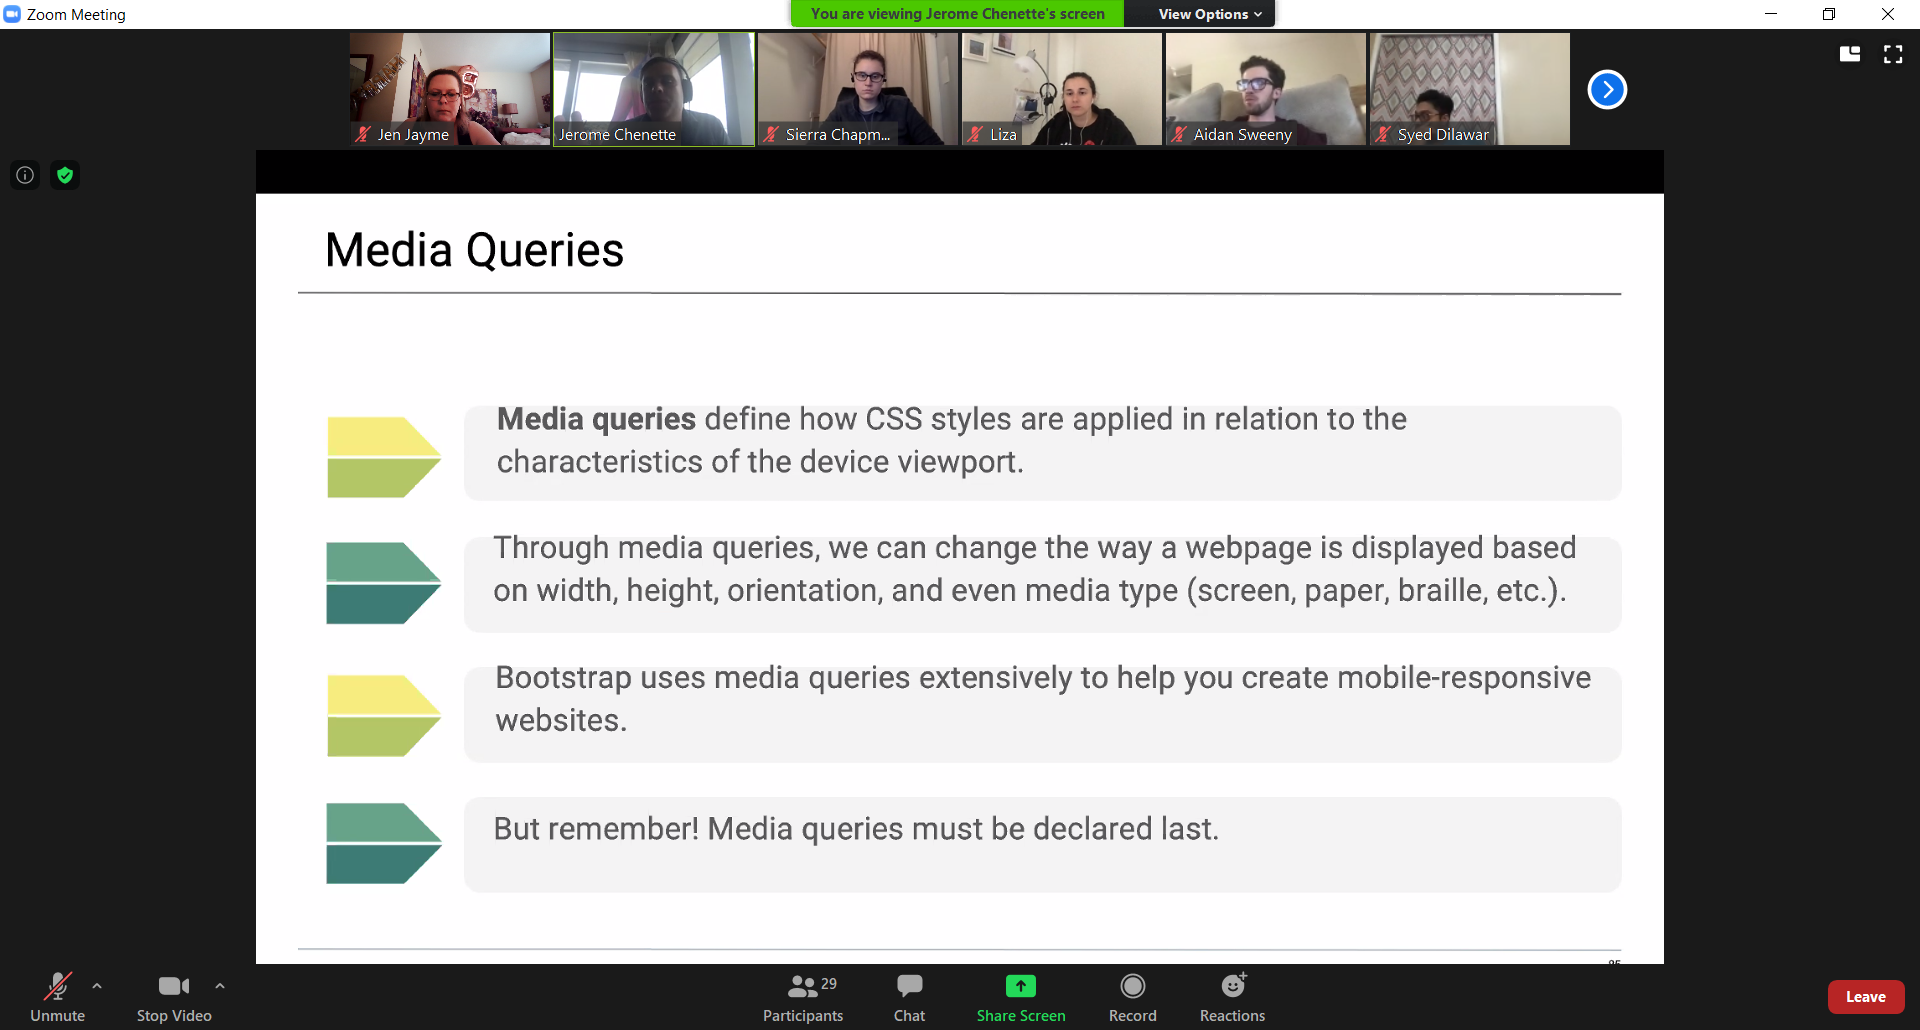 Zoom Meeting
You are viewing Jerome Chenette's screen
View Options
Jen Jayme
Jerome Chenette
Sierra Chapm...
Liza
Aidan Sweeny
Syed Dilawar
Media Queries
Media queries define how CSS styles are applied in relation to the
characteristics of the device viewport.
Through media queries, we can change the way a webpage is displayed based
on width, height, orientation, and even media type (screen, paper, braille, etc.).
Bootstrap uses media queries extensively to help you create mobile-responsive
websites.
But remember! Media queries must be declared last.
Unmute
Stop Video
29
Participants
Chat
Share Screen
Record
Reactions
Leave